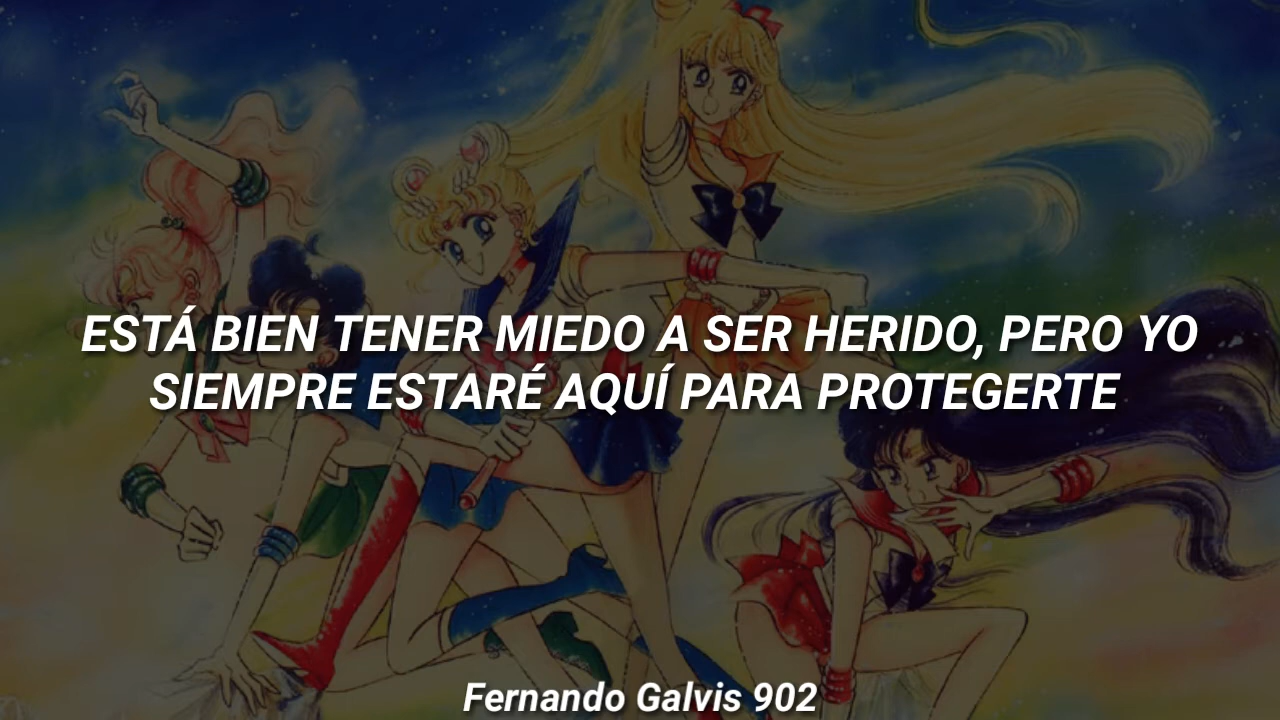 ESTÁ BIEN TENER MIEDO A SER HERIDO, PERO YO
SIEMPRE ESTARÉ AQUÍ PARA PROTEGERTE
Fernando Galvis 902